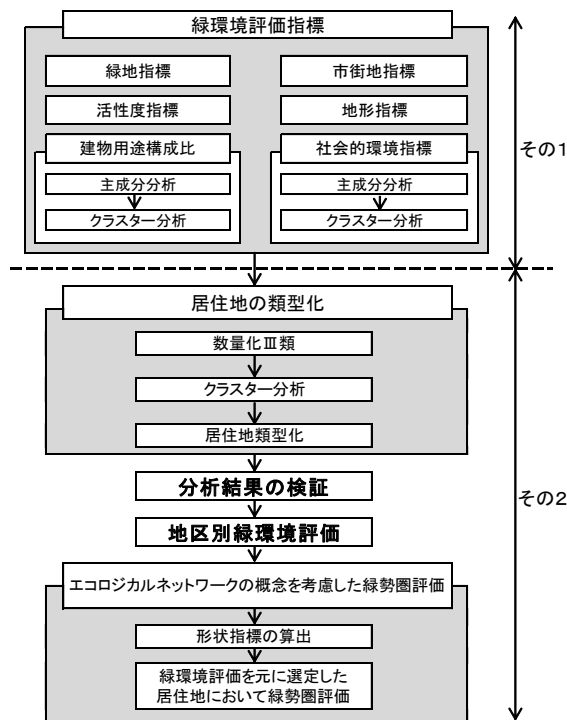 緑環境評価指標
緑地指標
市街地指標
活性度指標
地形指標
建物用途構成比
社会的環境指標
主成分分析
主成分分析
クラスター分析
クラスター分析
その1
居住地の類型化
数量化Ⅲ類
クラスター分析
居住地類型化
分析結果の検証
地区別緑環境評価
その2
エコロジカルネットワークの概念を考慮した緑勢圏評価
形状指標の算出
緑環境評価を元に選定した
居住地において緑勢圏評価